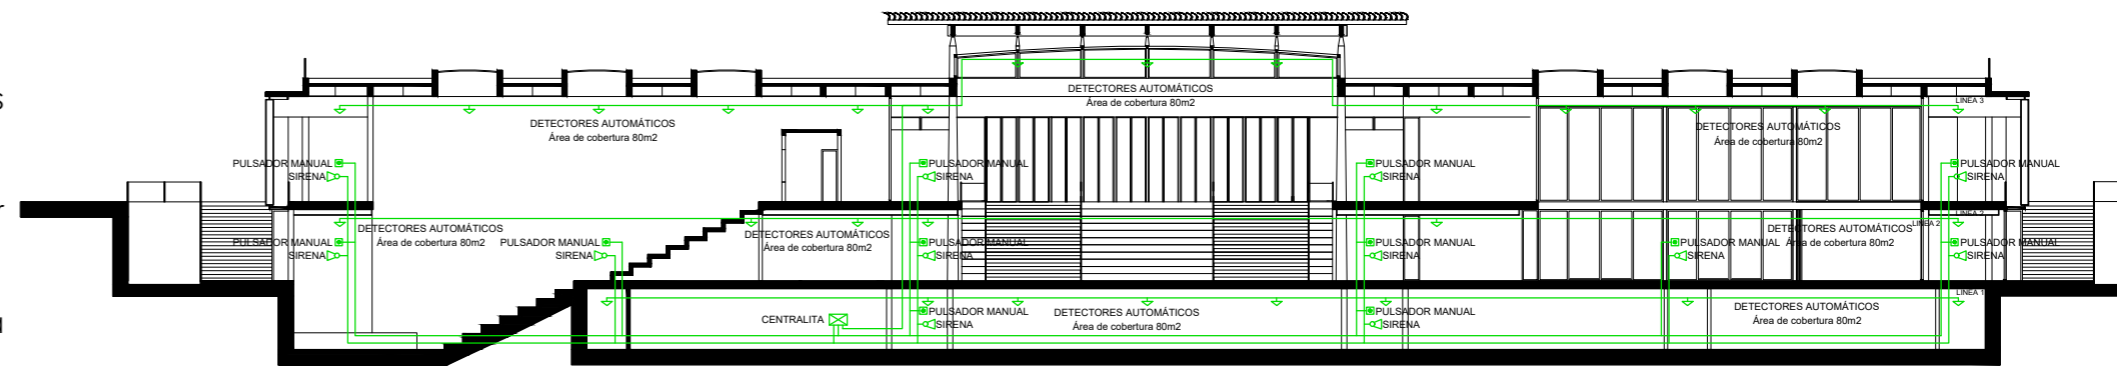 DETECTORES AUTOMÁTICOS
Área de cobertura 80m2
LINEA 3
DETECTORES AUTOMÁTICOS
Área de cobertura 80m2
DETECTORES AUTOMÁTICOS
Área de cobertura 80m2
PULSADOR MANUAL
SIRENA
PULSADOR MANUAL
SIRENA
PULSADOR MANUAL
SIRENA
PULSADOR MANUAL
SIRENA
LINEA 2
LINEA 2
DETECTORES AUTOMÁTICOS
Área de cobertura 80m2
DETECTORES AUTOMÁTICOS
Área de cobertura 80m2
DETECTORES AUTOMÁTICOS
Área de cobertura 80m2
PULSADOR MANUAL
SIRENA
PULSADOR MANUAL
SIRENA
PULSADOR MANUAL
SIRENA
PULSADOR MANUAL
SIRENA
PULSADOR MANUAL
SIRENA
PULSADOR MANUAL
SIRENA
LINEA 1
CENTRALITA
PULSADOR MANUAL
SIRENA
DETECTORES AUTOMÁTICOS
Área de cobertura 80m2
PULSADOR MANUAL
SIRENA
DETECTORES AUTOMÁTICOS
Área de cobertura 80m2